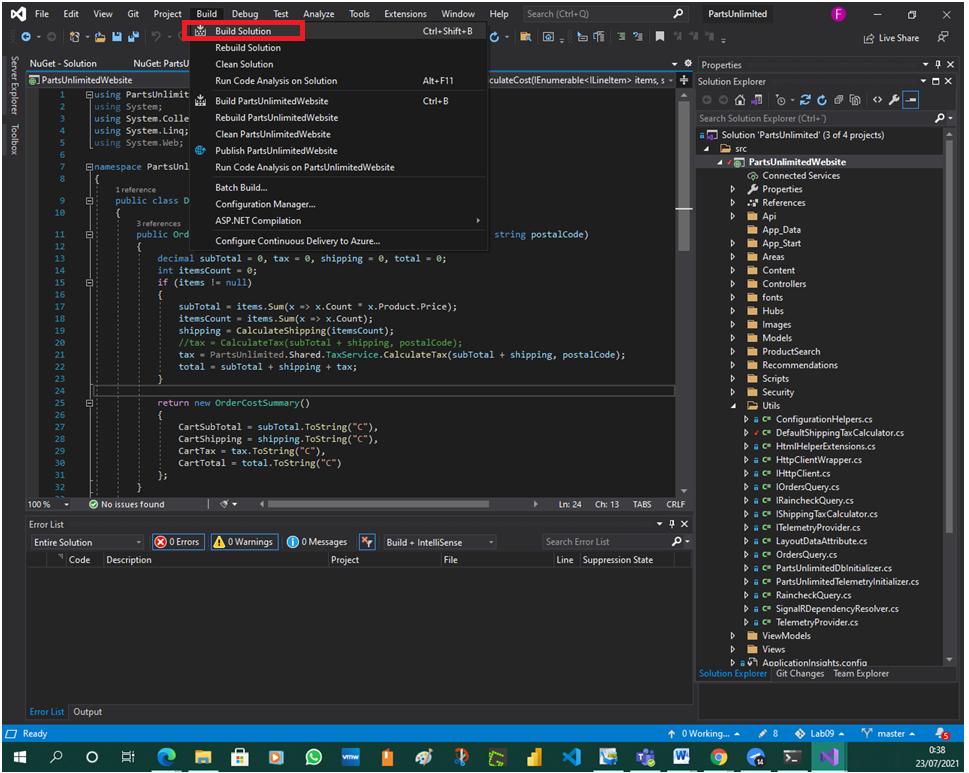 File Edit View Git Project Build Debug Test Analyze Tools Extensions Window Help Search (Ctrl+Q) PartsUnlimited F
Live Share
Build Solution Ctrl+Shift+B
Rebuild Solution
Clean Solution
Run Code Analysis on Solution Alt+F11
Build PartsUnlimitedWebsite Ctrl+B
Rebuild PartsUnlimitedWebsite
Clean PartsUnlimitedWebsite
Publish PartsUnlimitedWebsite
Run Code Analysis on PartsUnlimitedWebsite
Batch Build...
Configuration Manager...
ASP.NET Compilation
Configure Continuous Delivery to Azure...
Server Explorer
Toolbox
NuGet - Solution NuGet: PartsU
PartsUnlimitedWebsite culateCost(IEnumerable<ILineItem> items, s
1 using PartsUnlimit
2 using System;
3 using System.Colle
4 using System.Linq;
5 using System.Web;
6
7 namespace PartsUnl
8 {
1 reference
9 public class D
10 {
3 references
11 public Ord string postalCode)
12 {
13 decimal subTotal = 0, tax = 0, shipping = 0, total = 0;
14 int itemsCount = 0;
15 if (items != null)
16 {
17 subTotal = items.Sum(x => x.Count * x.Product.Price);
18 itemsCount = items.Sum(x => x.Count);
19 shipping = CalculateShipping(itemsCount);
20 //tax = CalculateTax(subTotal + shipping, postalCode);
21 tax = PartsUnlimited.Shared.TaxService.CalculateTax(subTotal + shipping, postalCode);
22 total = subTotal + shipping + tax;
23 }
24
25 return new OrderCostSummary()
26 {
27 CartSubTotal = subTotal.ToString("C"),
28 CartShipping = shipping.ToString("C"),
29 CartTax = tax.ToString("C"),
30 CartTotal = total.ToString("C")
31 };
32 }
100 % No issues found Ln: 24 Ch: 13 TABS CRLF
Error List
Entire Solution 0 Errors 0 Warnings 0 Messages Build + IntelliSense Search Error List
Code Description Project File Line Suppression State
Error List Output
Properties
Solution Explorer
Search Solution Explorer (Ctrl+')
Solution 'PartsUnlimited' (3 of 4 projects)
src
PartsUnlimitedWebsite
Connected Services
Properties
References
Api
App_Data
App_Start
Areas
Content
Controllers
fonts
Hubs
Images
Models
ProductSearch
Recommendations
Scripts
Security
Utils
C# ConfigurationHelpers.cs
C# DefaultShippingTaxCalculator.cs
C# HtmlHelperExtensions.cs
C# HttpClientWrapper.cs
C# IHttpClient.cs
C# IOrdersQuery.cs
C# IRaincheckQuery.cs
C# IShippingTaxCalculator.cs
C# ITelemetryProvider.cs
C# LayoutDataAttribute.cs
C# OrdersQuery.cs
C# PartsUnlimitedDbInitializer.cs
C# PartsUnlimitedTelemetryInitializer.cs
C# RaincheckQuery.cs
C# SignalRDependencyResolver.cs
C# TelemetryProvider.cs
ViewModels
Views
ApplicationInsights.config
Solution Explorer Git Changes Team Explorer
Ready 0 Working... 8 Lab09 master 5
vmw W 14 0:38
23/07/2021